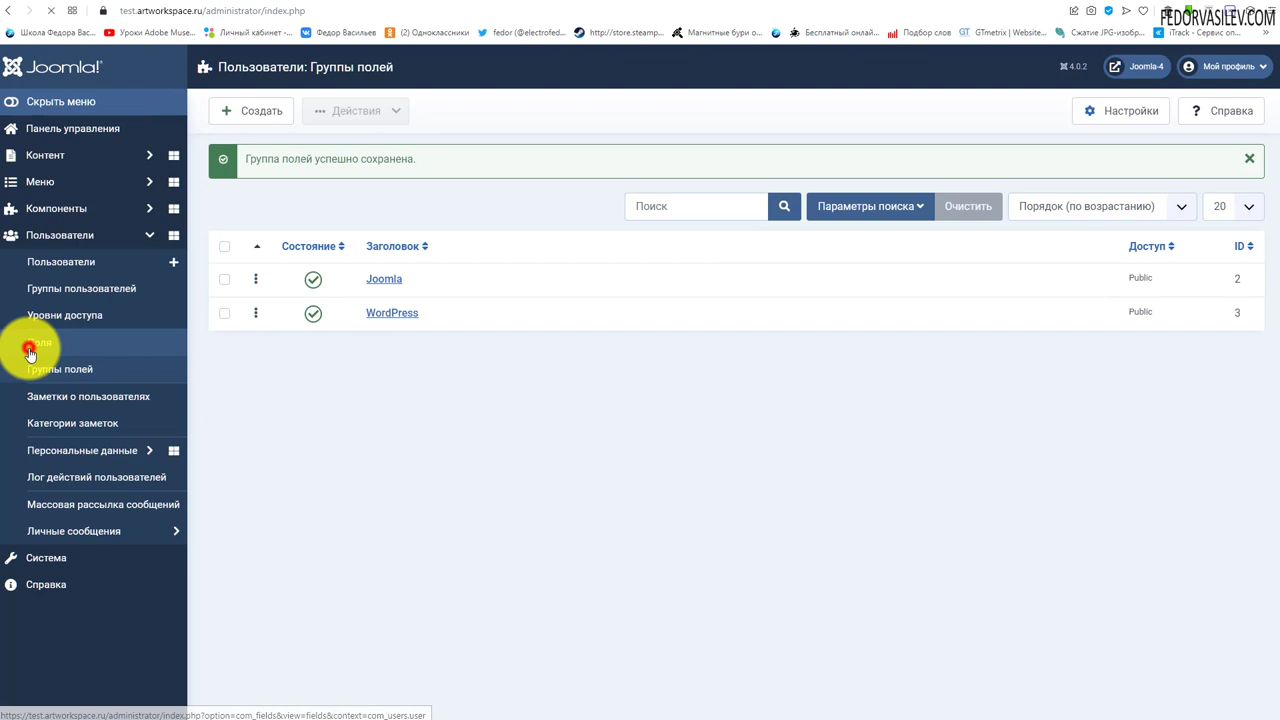 test.artworkspace.ru/administrator/index.php
FEDORVASILEV.COM
Школа Федора Вас...
Уроки Adobe Muse...
Личный кабинет -...
Федор Васильев
(2) Одноклассники
fedor (@electrofed...
http://store.steamp...
Магнитные бури о...
Бесплатный онлай...
Подбор слов
GTmetrix | Website...
Сжатие JPG-изобр...
iTrack - Сервис оп...
Joomla!
Пользователи: Группы полей
4.0.2
Joomla-4
Мой профиль
Скрыть меню
Создать
Действия
Настройки
Справка
Панель управления
Контент
Группа полей успешно сохранена.
Меню
Компоненты
Поиск
Параметры поиска
Очистить
Порядок (по возрастанию)
20
Пользователи
Состояние
Заголовок
Доступ
ID
Пользователи
Joomla
Public
2
Группы пользователей
Уровни доступа
WordPress
Public
3
Поля
Группы полей
Заметки о пользователях
Категории заметок
Персональные данные
Лог действий пользователей
Массовая рассылка сообщений
Личные сообщения
Система
Справка
https://test.artworkspace.ru/administrator/index.php?option=com_fields&view=fields&context=com_users.user